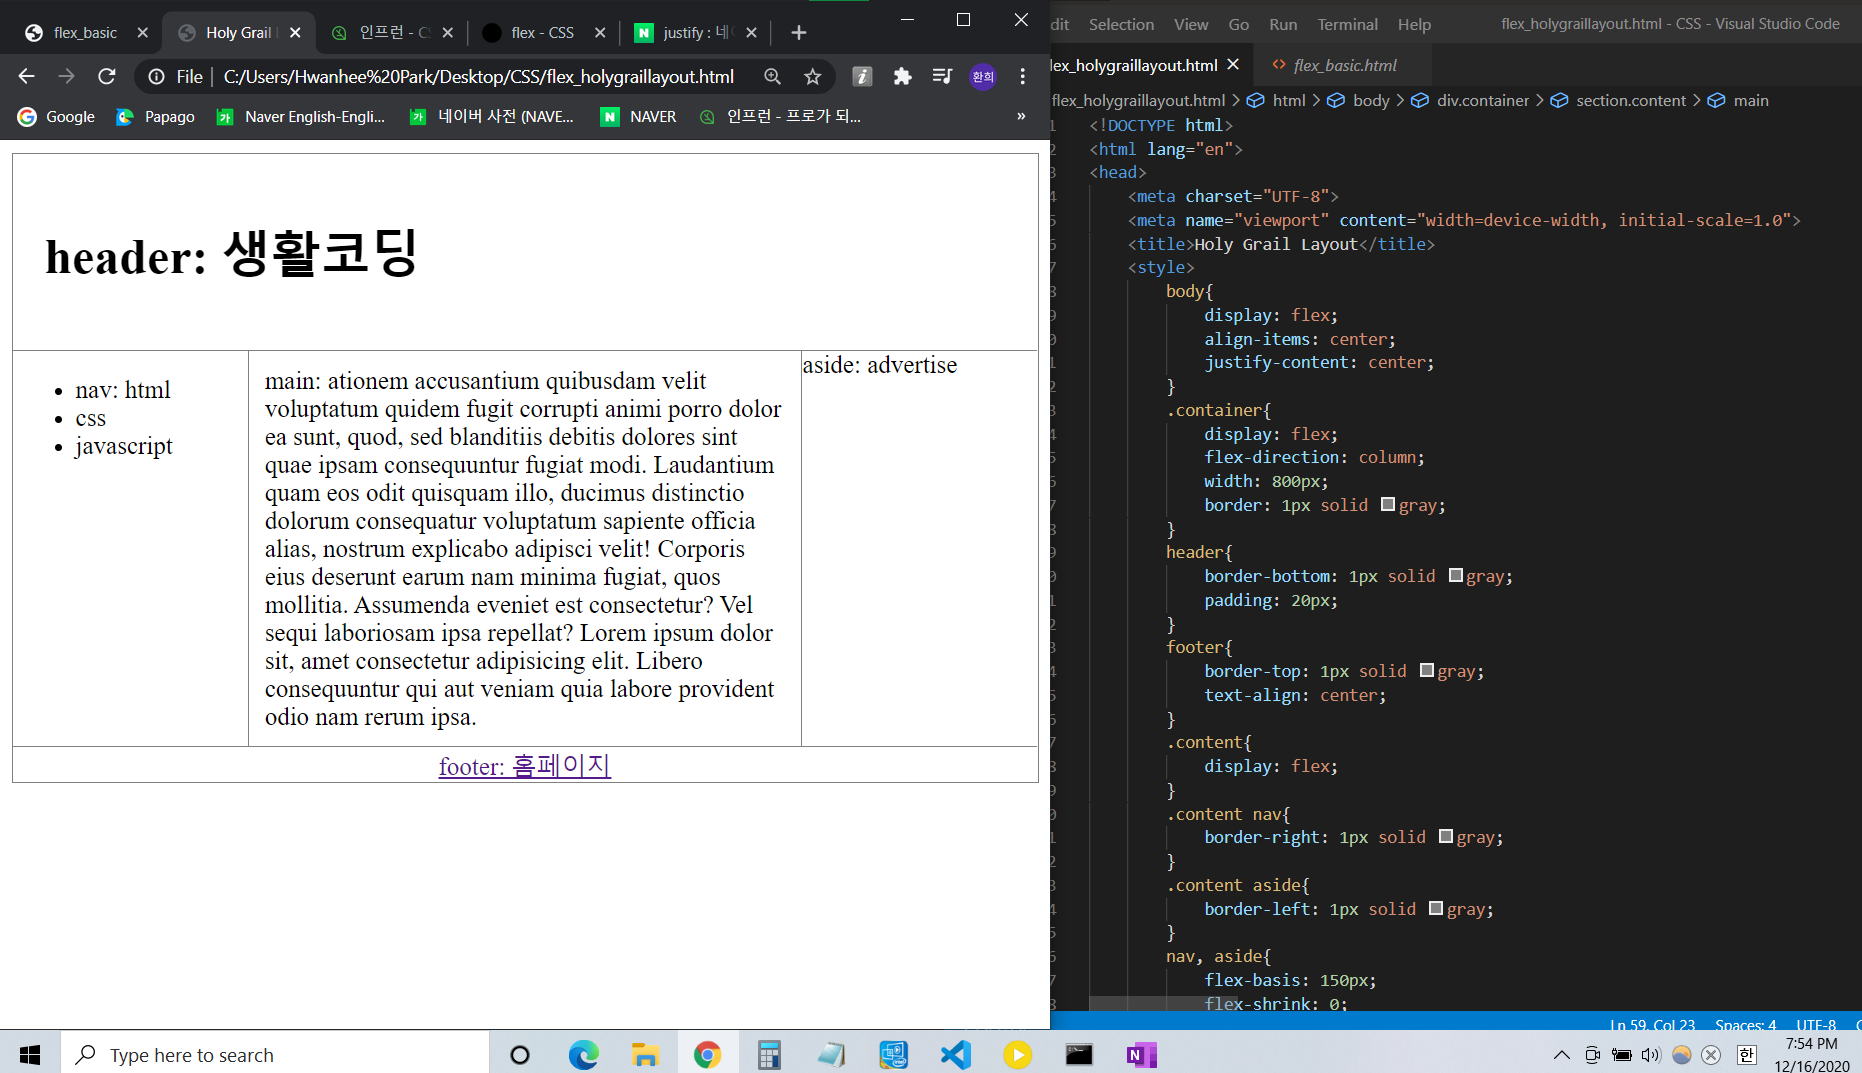 flex_basic
Holy Grail
인프런 - CS
flex - CSS
justify : 네이
File
C:/Users/Hwanhee%20Park/Desktop/CSS/flex_holygraillayout.html
환희
Google
Papago
Naver English-Engli...
네이버 사전 (NAVE...
NAVER
인프런 - 프로가 되...
»
header: 생활코딩
nav: html
css
javascript
main: ationem accusantium quibusdam velit
voluptatum quidem fugit corrupti animi porro dolor
ea sunt, quod, sed blanditiis debitis dolores sint
quae ipsam consequuntur fugiat modi. Laudantium
quam eos odit quisquam illo, ducimus distinctio
dolorum consequatur voluptatum sapiente officia
alias, nostrum explicabo adipisci velit! Corporis
eius deserunt earum nam minima fugiat, quos
mollitia. Assumenda eveniet est consectetur? Vel
sequi laboriosam ipsa repellat? Lorem ipsum dolor
sit, amet consectetur adipisicing elit. Libero
consequuntur qui aut veniam quia labore provident
odio nam rerum ipsa.
aside: advertise
footer: 홈페이지
dit Selection View Go Run Terminal Help
flex_holygraillayout.html - CSS - Visual Studio Code
lex_holygraillayout.html
flex_basic.html
flex_holygraillayout.html > html > body > div.container > section.content > main
<!DOCTYPE html>
<html lang="en">
<head>
<meta charset="UTF-8">
<meta name="viewport" content="width=device-width, initial-scale=1.0">
<title>Holy Grail Layout</title>
<style>
body{
display: flex;
align-items: center;
justify-content: center;
}
.container{
display: flex;
flex-direction: column;
width: 800px;
border: 1px solid gray;
}
header{
border-bottom: 1px solid gray;
padding: 20px;
}
footer{
border-top: 1px solid gray;
text-align: center;
}
.content{
display: flex;
}
.content nav{
border-right: 1px solid gray;
}
.content aside{
border-left: 1px solid gray;
}
nav, aside{
flex-basis: 150px;
flex-shrink: 0;
Ln 59, Col 23 Spaces: 4 UTF-8
Type here to search
한
7:54 PM
12/16/2020